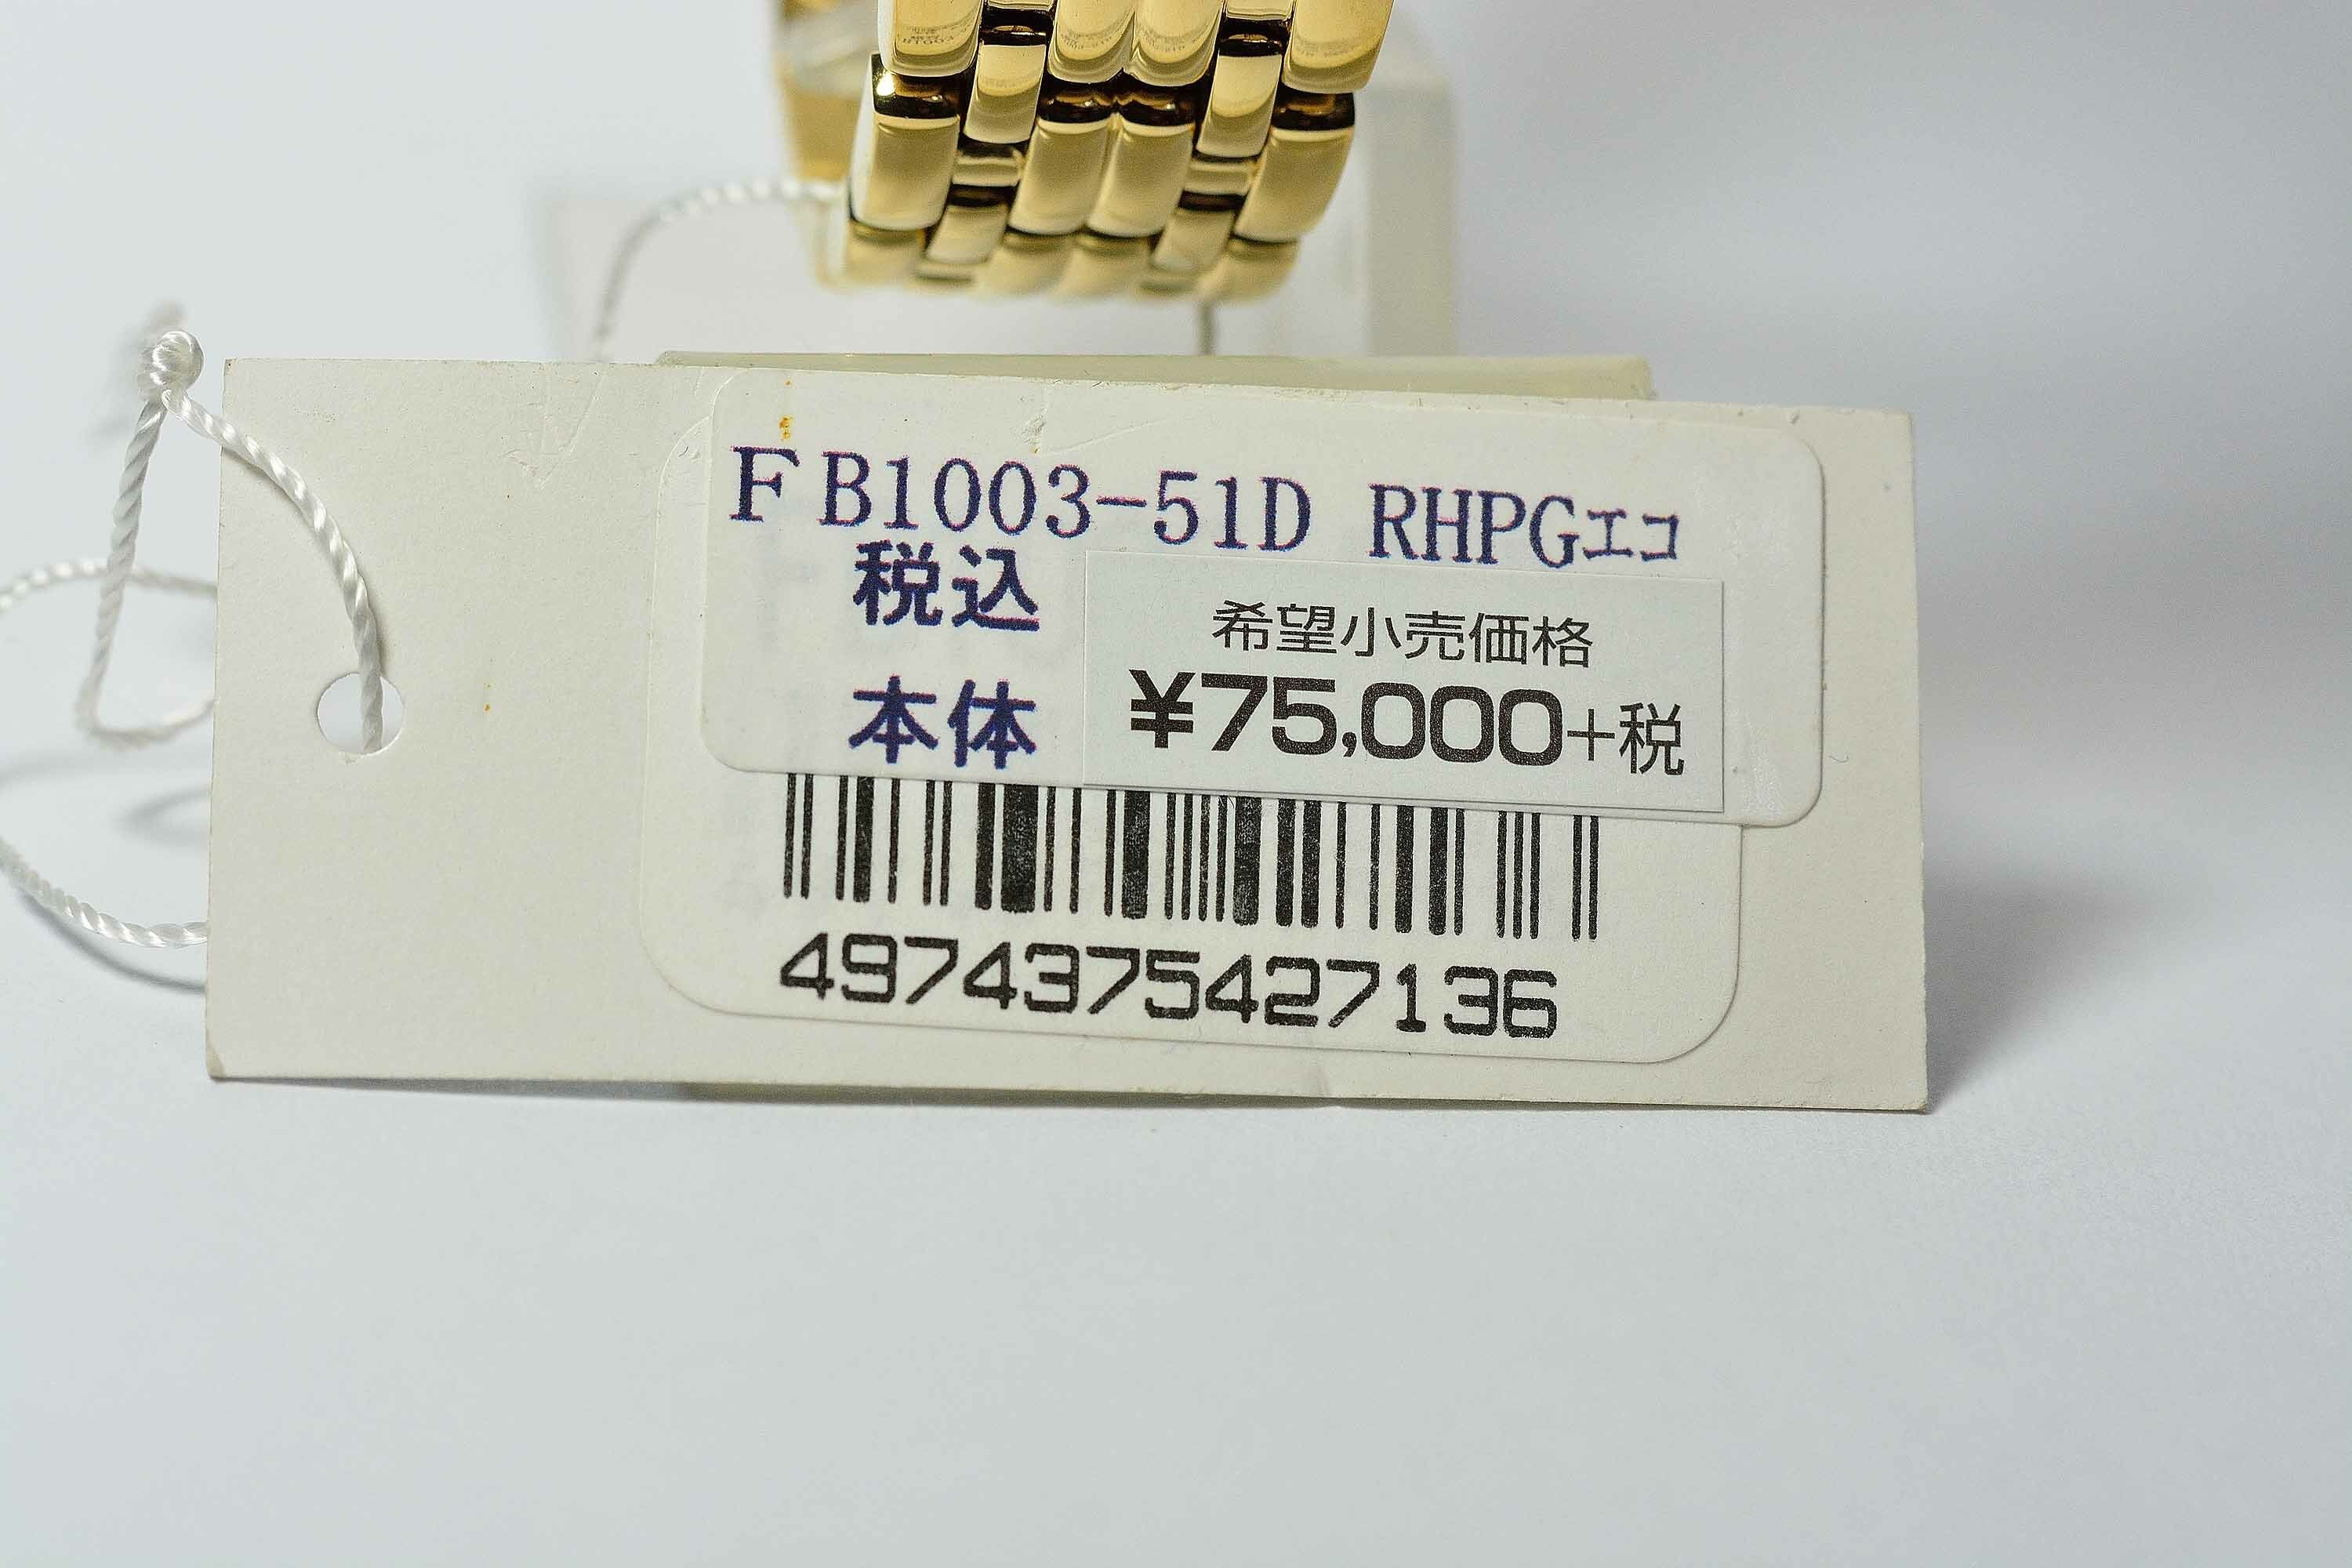 FB1003-51D RHPGエコ
税込
希望小売価格
本体
¥75,000+税
4974375427136